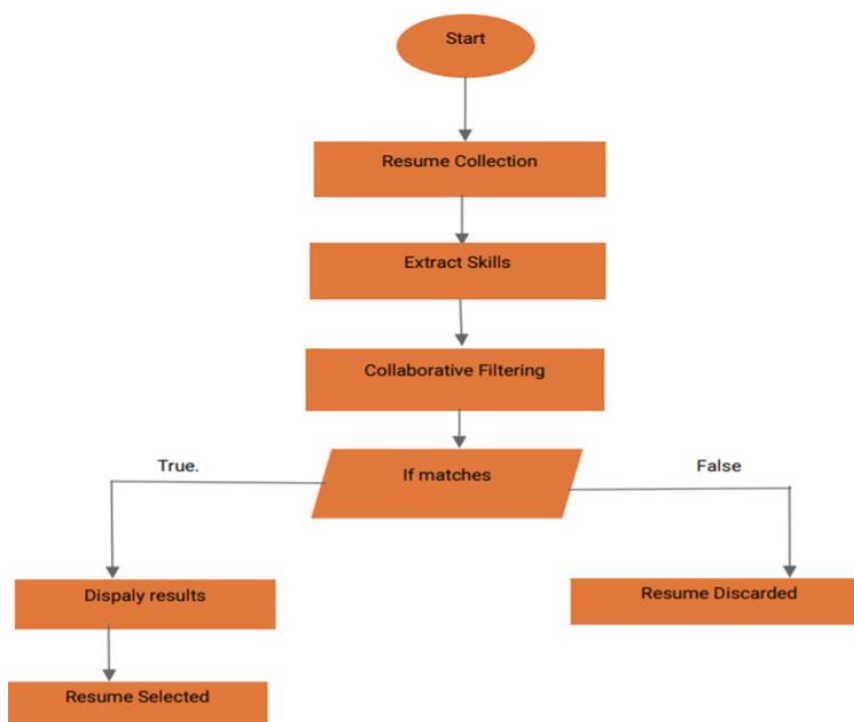 Start
Resume Collection
Extract Skills
Collaborative Filtering
If matches
True.
False
Dispaly results
Resume Discarded
Resume Selected